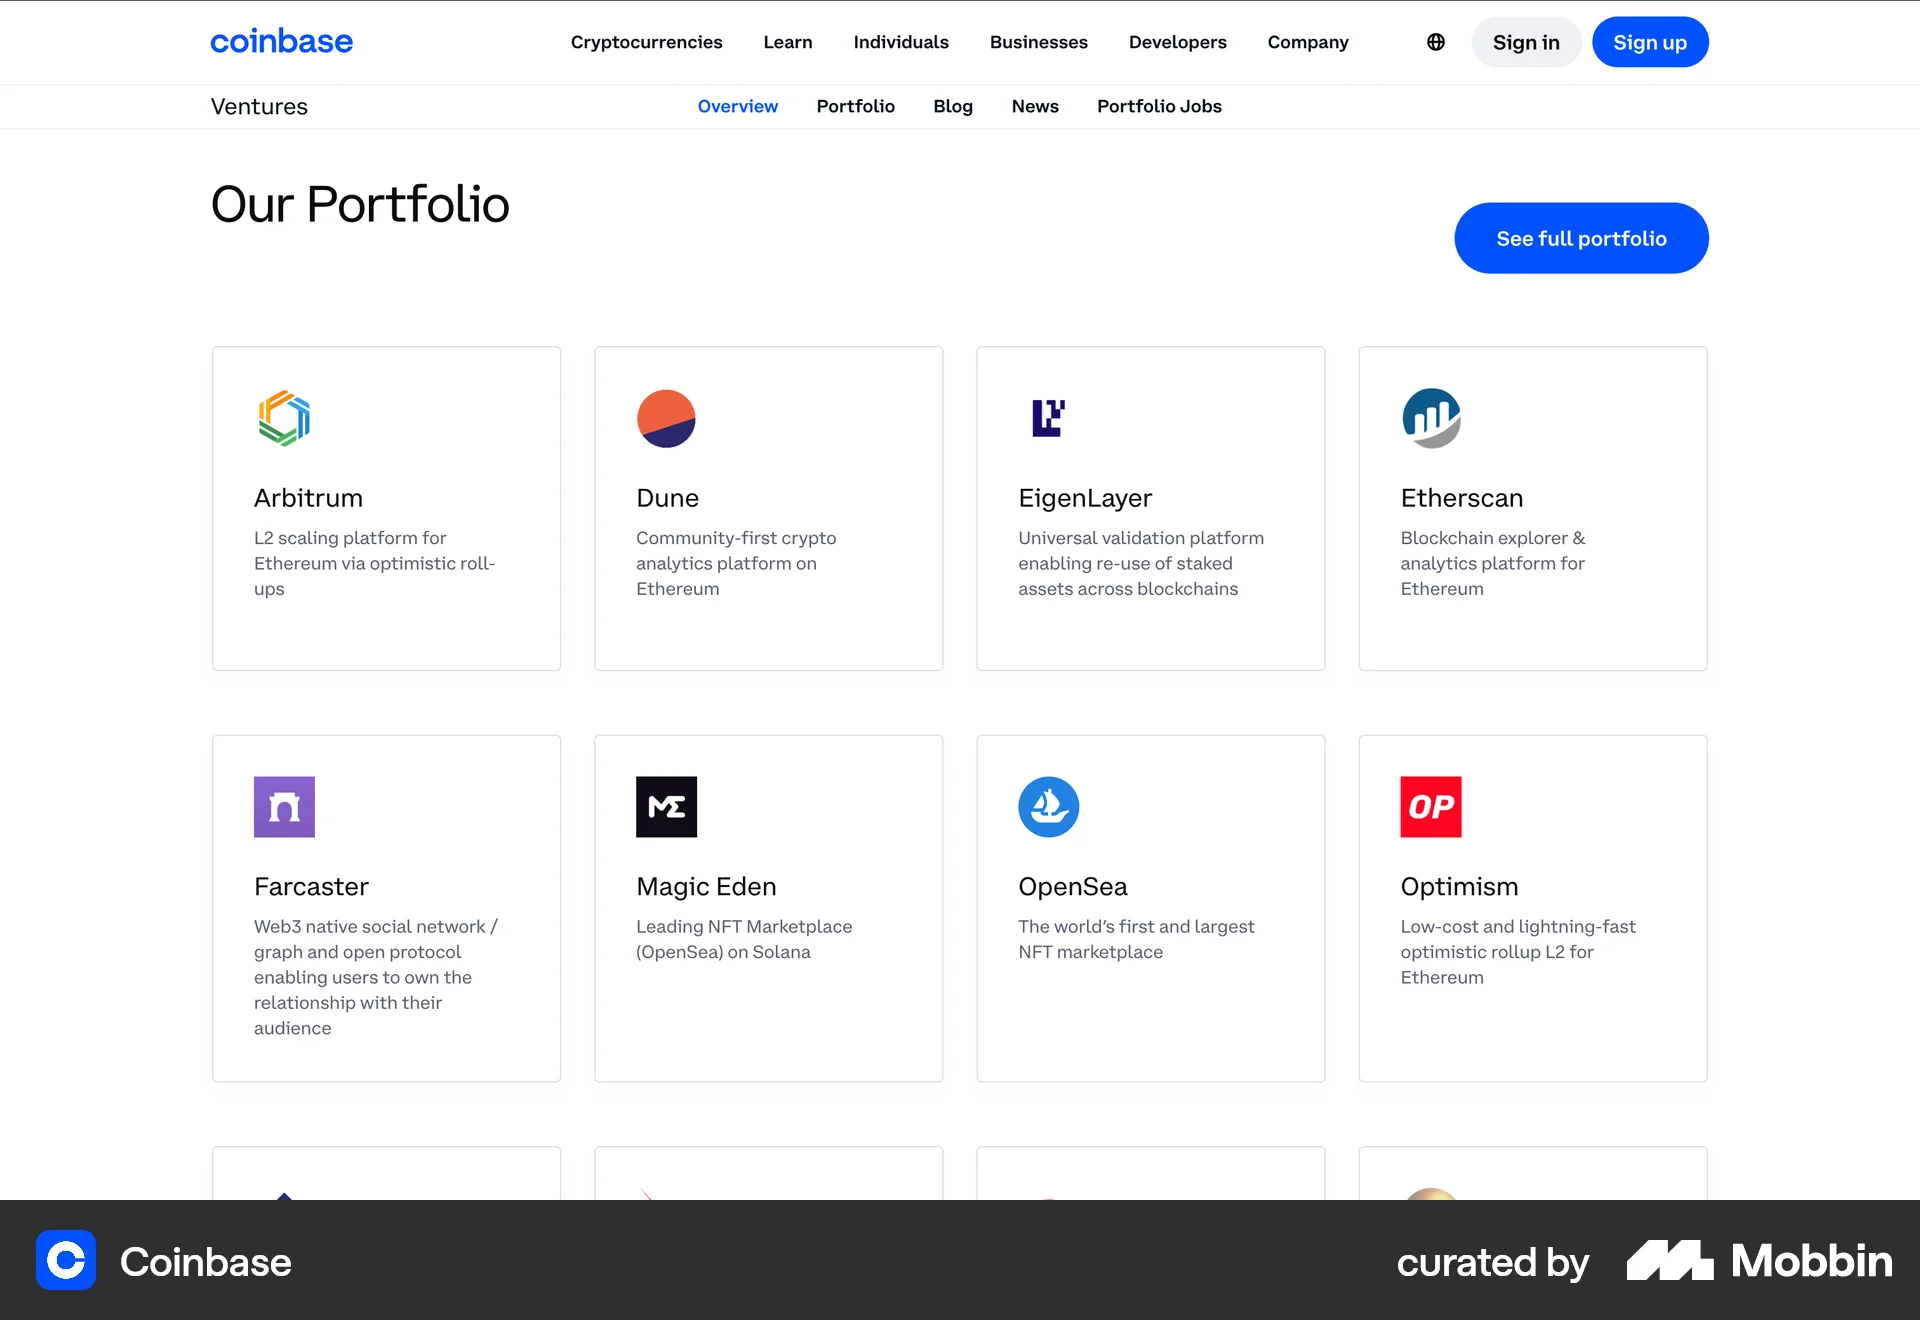 coinbase
Cryptocurrencies Learn Individuals Businesses Developers Company Sign in Sign up
Ventures Overview Portfolio Blog News Portfolio Jobs
Our Portfolio
See full portfolio
Arbitrum
L2 scaling platform for
Ethereum via optimistic roll-
ups
Dune
Community-first crypto
analytics platform on
Ethereum
EigenLayer
Universal validation platform
enabling re-use of staked
assets across blockchains
Etherscan
Blockchain explorer &
analytics platform for
Ethereum
Farcaster
Web3 native social network /
graph and open protocol
enabling users to own the
relationship with their
audience
ME
Magic Eden
Leading NFT Marketplace
(OpenSea) on Solana
OpenSea
The world's first and largest
NFT marketplace
OP
Optimism
Low-cost and lightning-fast
optimistic rollup L2 for
Ethereum
Coinbase
curated by Mobbin